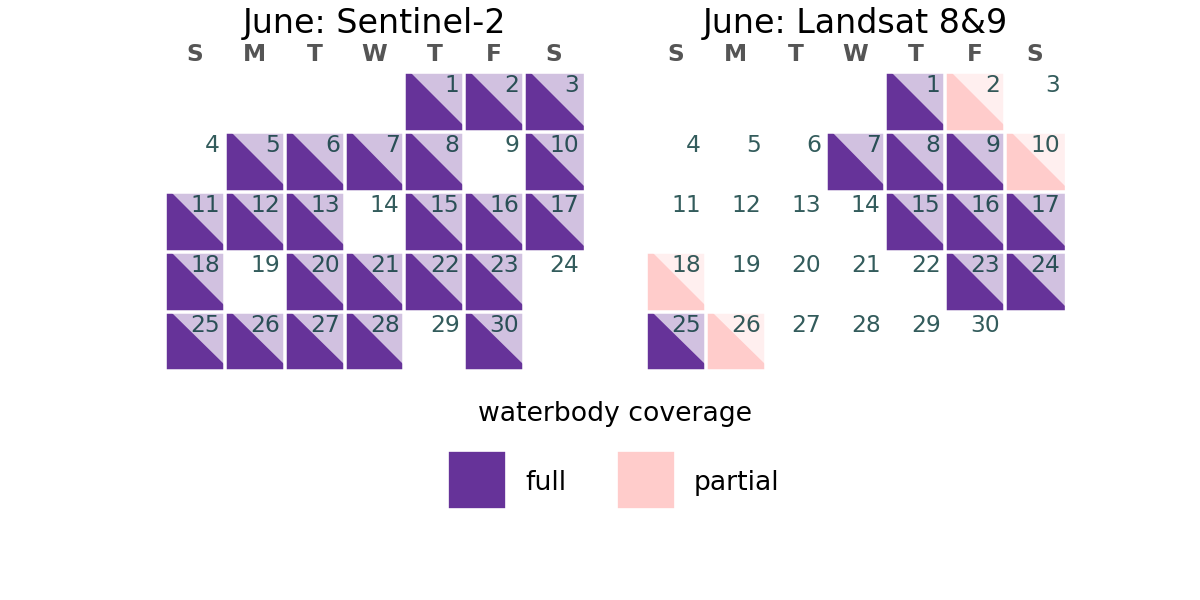 June: Sentinel-2
S M T W T F S
1 2 3
4 5 6 7 8 9 10
11 12 13 14 15 16 17
18 19 20 21 22 23 24
25 26 27 28 29 30
June: Landsat 8&9
S M T W T F S
1 2 3
4 5 6 7 8 9 10
11 12 13 14 15 16 17
18 19 20 21 22 23 24
25 26 27 28 29 30
waterbody coverage
full partial